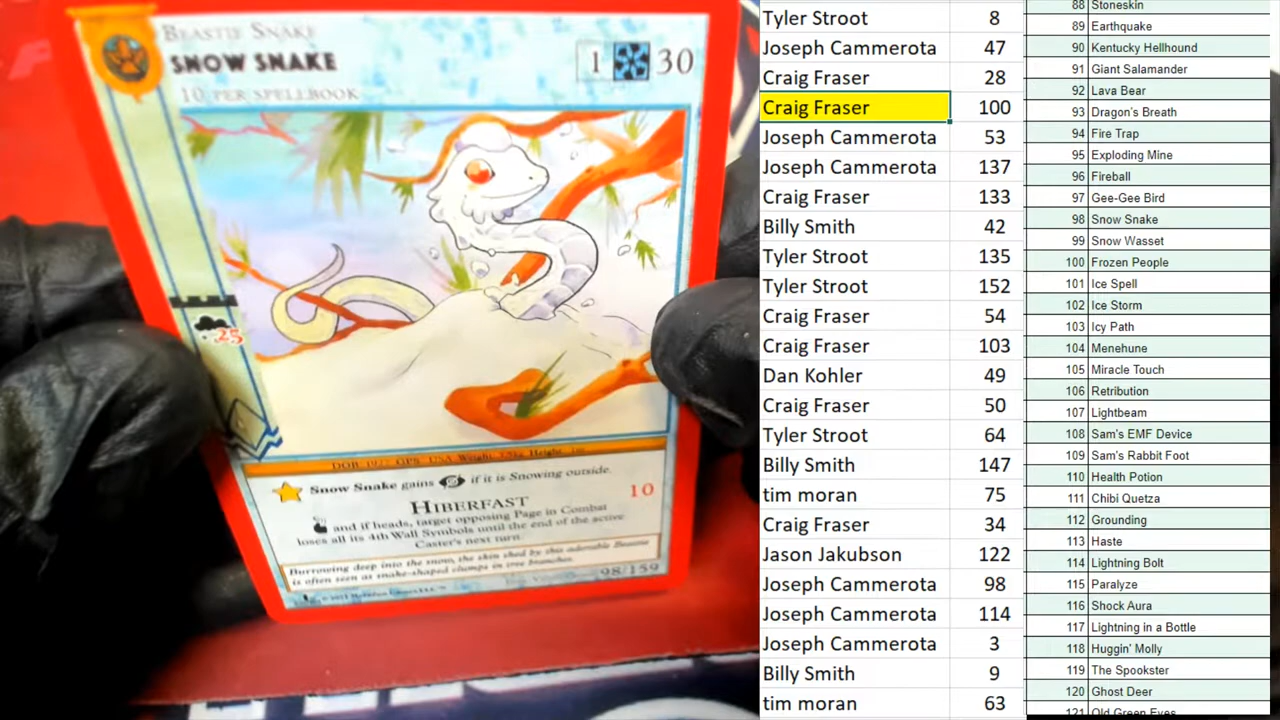 BEASTIE SNAKE
SNOW SNAKE
1 30
10 PER SPELLBOOK
25
Snow Snake gains if it is Snowing outside.
HIBERFAST
10
and if heads, target opposing Page in Combat
loses all its 4th Wall Symbols until the end of the active
Caster's next turn.
Burrowing deep into the snow, the skin shed by this adorable Beastie
is often seen as snake-shaped clumps in tree branches.
98/159
Tyler Stroot 8
Joseph Cammerota 47
Craig Fraser 28
Craig Fraser 100
Joseph Cammerota 53
Joseph Cammerota 137
Craig Fraser 133
Billy Smith 42
Tyler Stroot 135
Tyler Stroot 152
Craig Fraser 54
Craig Fraser 103
Dan Kohler 49
Craig Fraser 50
Tyler Stroot 64
Billy Smith 147
tim moran 75
Craig Fraser 34
Jason Jakubson 122
Joseph Cammerota 98
Joseph Cammerota 114
Joseph Cammerota 3
Billy Smith 9
tim moran 63
88 Stoneskin
89 Earthquake
90 Kentucky Hellhound
91 Giant Salamander
92 Lava Bear
93 Dragon's Breath
94 Fire Trap
95 Exploding Mine
96 Fireball
97 Gee-Gee Bird
98 Snow Snake
99 Snow Wasset
100 Frozen People
101 Ice Spell
102 Ice Storm
103 Icy Path
104 Menehune
105 Miracle Touch
106 Retribution
107 Lightbeam
108 Sam's EMF Device
109 Sam's Rabbit Foot
110 Health Potion
111 Chibi Quetza
112 Grounding
113 Haste
114 Lightning Bolt
115 Paralyze
116 Shock Aura
117 Lightning in a Bottle
118 Huggin' Molly
119 The Spookster
120 Ghost Deer
121 Old Green Eyes